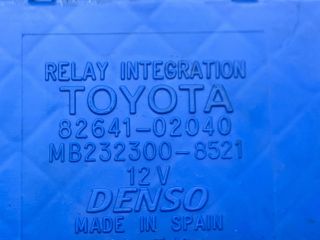 RELAY INTEGRATION
TOYOTA
82641-02040
MB232300-8521
12V
DENSO
MADE IN SPAIN